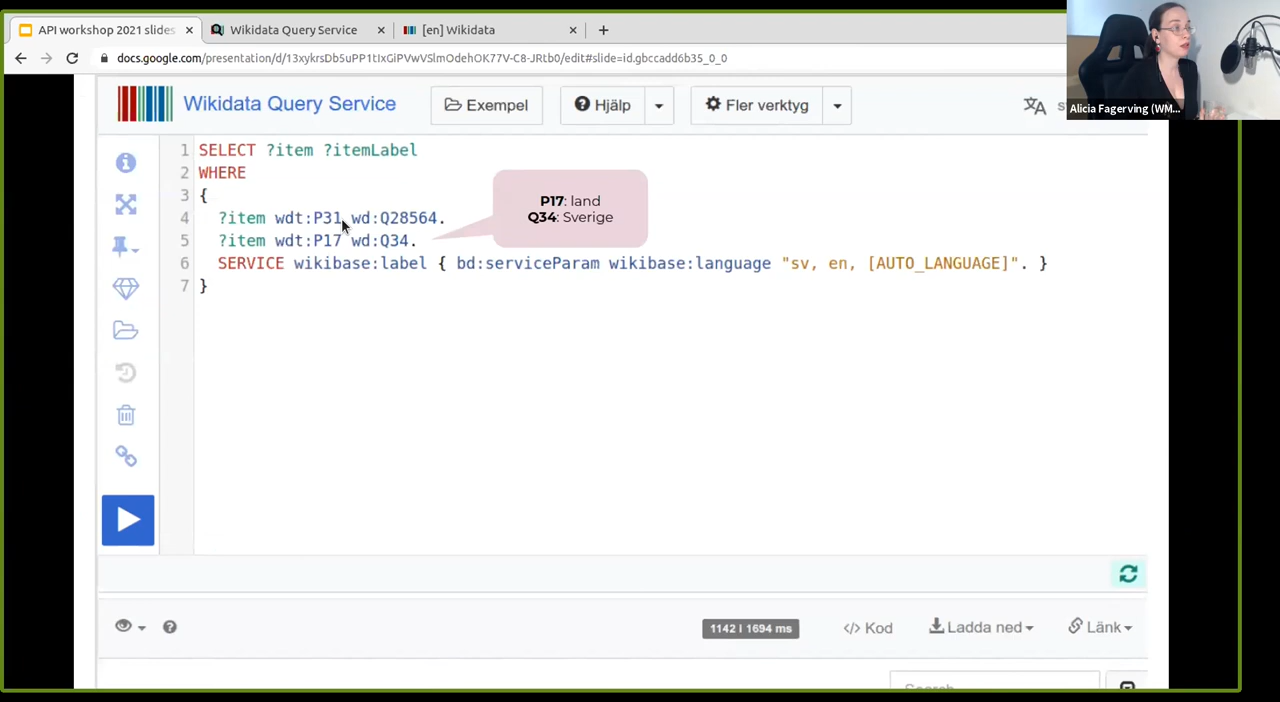 API workshop 2021 slides
Wikidata Query Service
[en] Wikidata
docs.google.com/presentation/d/13xykrsDb5uPP1tIxGiPVwVSlmOdehOK77V-C8-JRtb0/edit#slide=id.gbccadd6b35_0_0
Alicia Fagerving (WM...
Wikidata Query Service
Exempel
Hjälp
Fler verktyg
1 SELECT ?item ?itemLabel
2 WHERE
3 {
4 ?item wdt:P31 wd:Q28564.
5 ?item wdt:P17 wd:Q34.
6 SERVICE wikibase:label { bd:serviceParam wikibase:language "sv, en, [AUTO_LANGUAGE]". }
7 }
P17: land
Q34: Sverige
1142 i 1694 ms
</> Kod
Ladda ned
Länk
Search